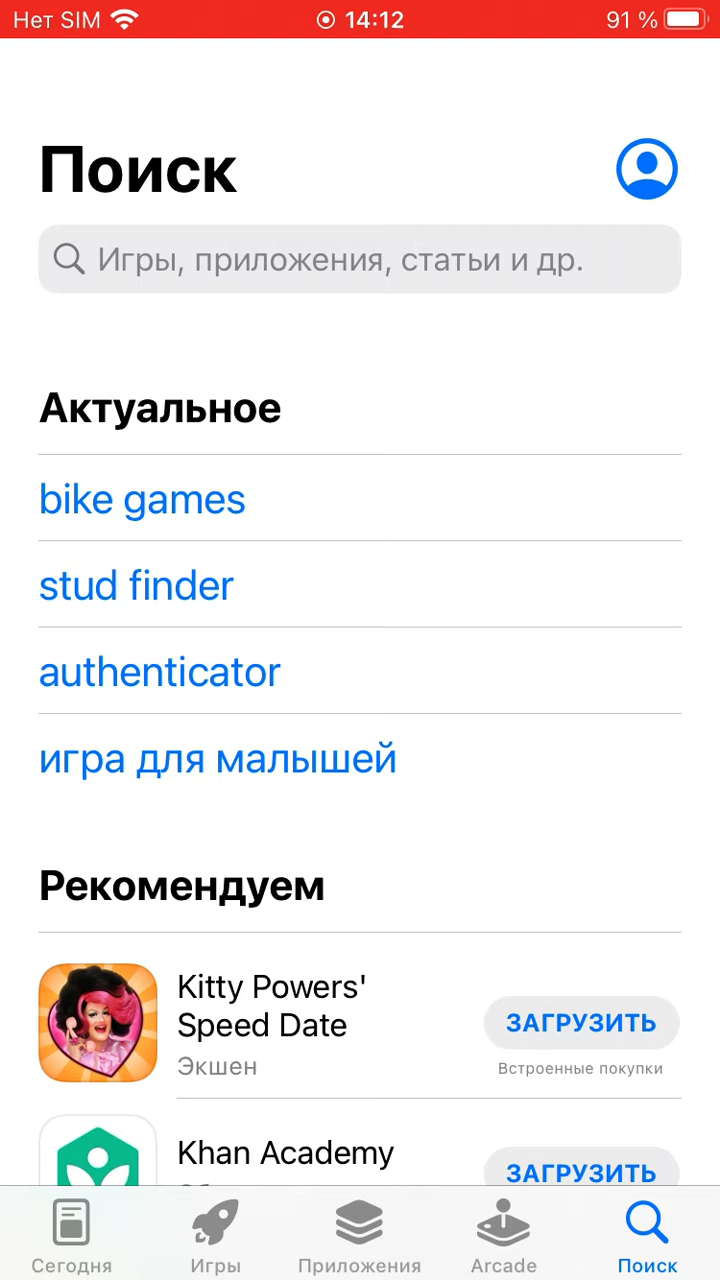 Нет SIM 14:12 91 %
Поиск
Игры, приложения, статьи и др.
Актуальное
bike games
stud finder
authenticator
игра для малышей
Рекомендуем
Kitty Powers'
Speed Date
Экшен
ЗАГРУЗИТЬ
Встроенные покупки
Khan Academy
ЗАГРУЗИТЬ
Сегодня Игры Приложения Arcade Поиск